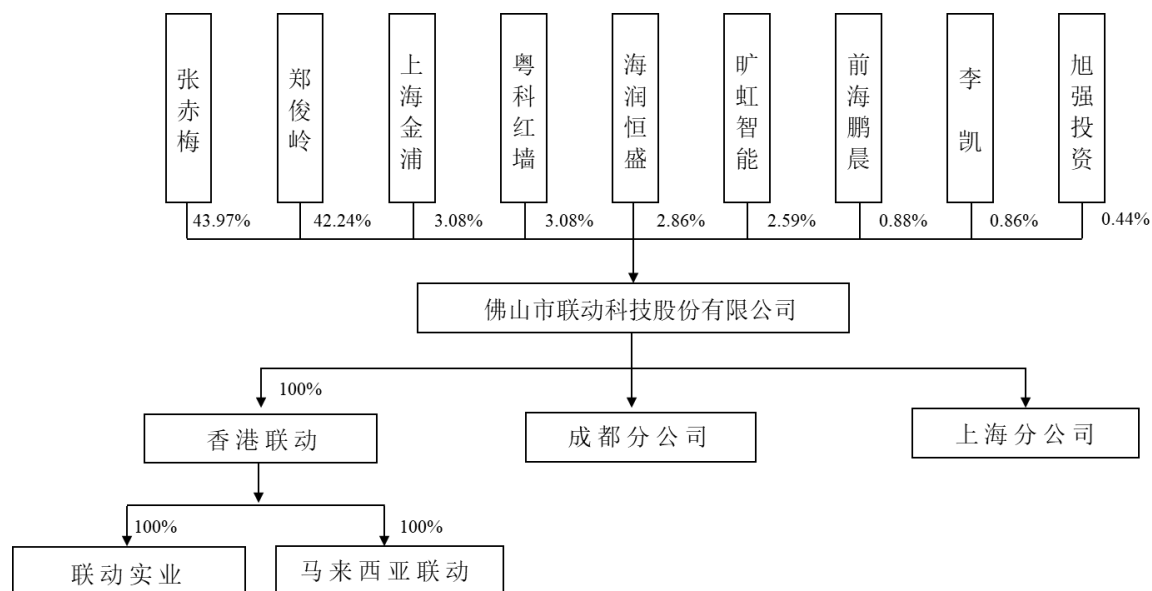 张赤梅
郑俊岭
上海金浦
粤科红墙
海润恒盛
旷虹智能
前海鹏晨
李凯
旭强投资
43.97%
42.24%
3.08%
3.08%
2.86%
2.59%
0.88%
0.86%
0.44%
佛山市联动科技股份有限公司
100%
香港联动
成都分公司
上海分公司
100%
100%
联动实业
马来西亚联动